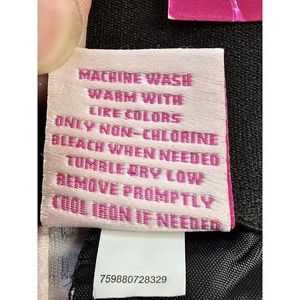 MACHINE WASH
WARM WITH
LIKE COLORS
ONLY NON-CHLORINE
BLEACH WHEN NEEDED
TUMBLE DRY LOW
REMOVE PROMPTLY
COOL IRON IF NEEDED
759880728329